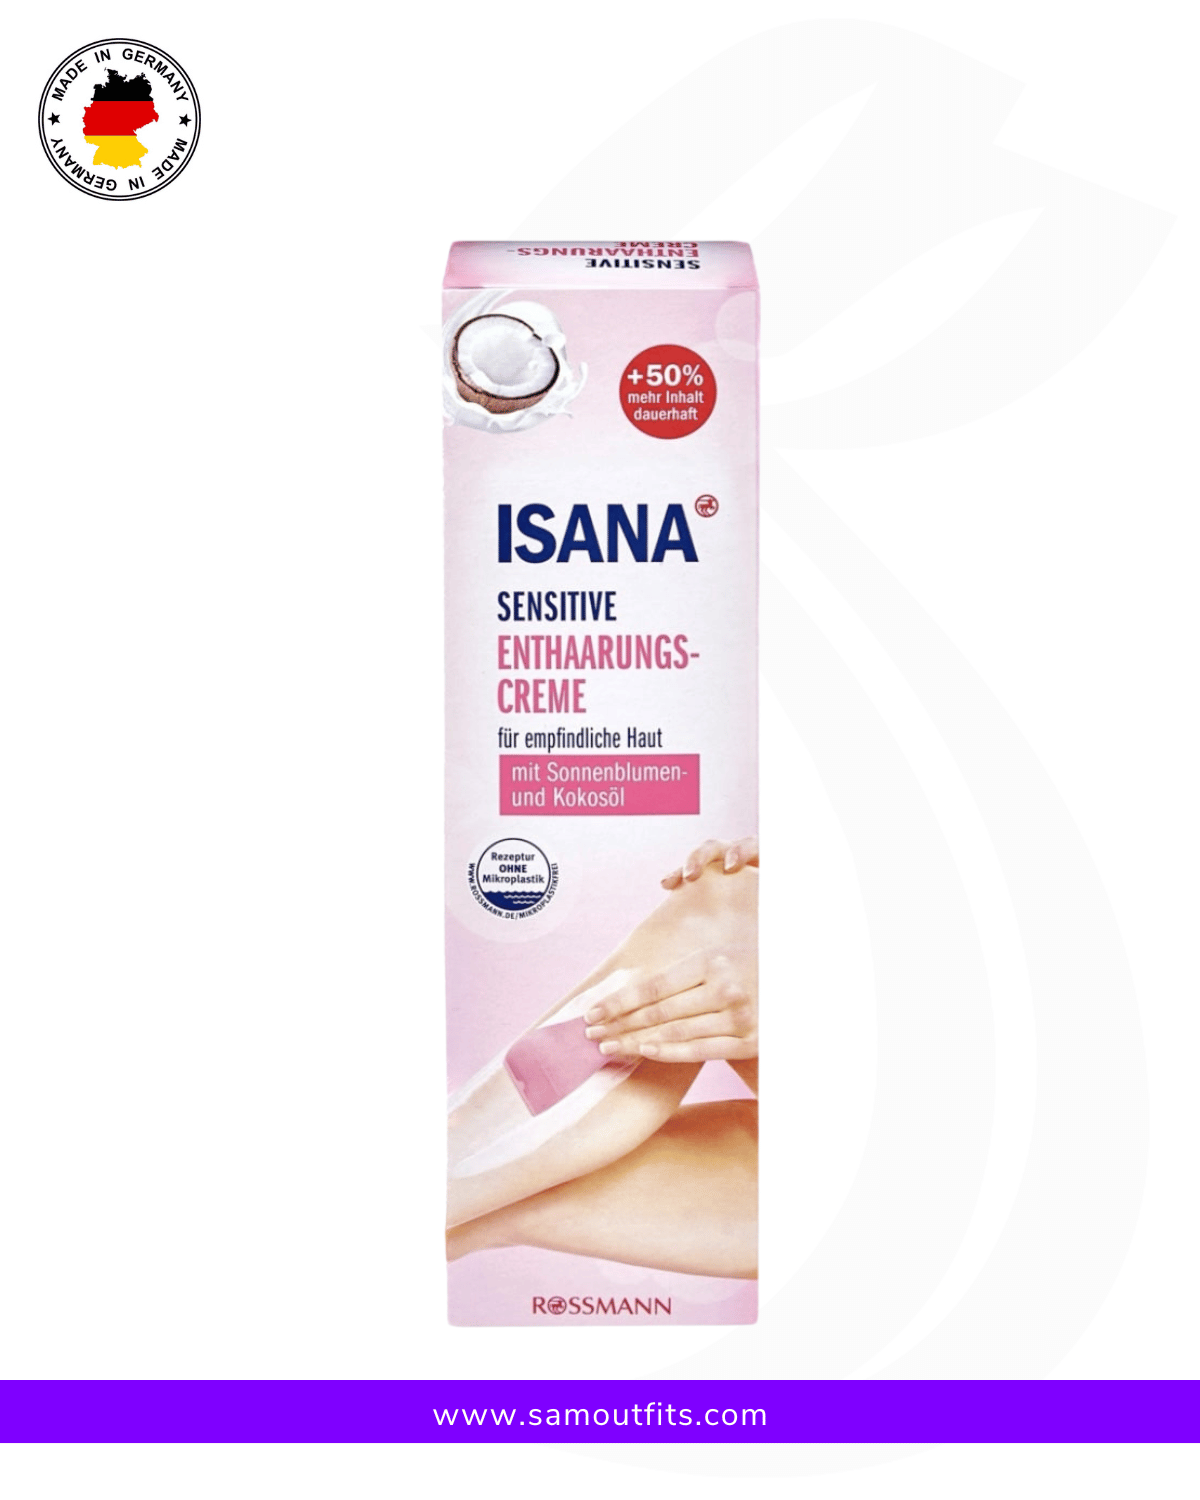 MADE IN GERMANY
MADE IN GERMANY
SENSITIVE
ENTHAARUNGS-
CREME
+50%
mehr Inhalt
dauerhaft
ISANA
SENSITIVE
ENTHAARUNGS-
CREME
für empfindliche Haut
mit Sonnenblumen-
und Kokosöl
Rezeptur
OHNE
Mikroplastik
WWW.ROSSMANN.DE/MIKROPLASTIKFREI
ROSSMANN
www.samoutfits.com